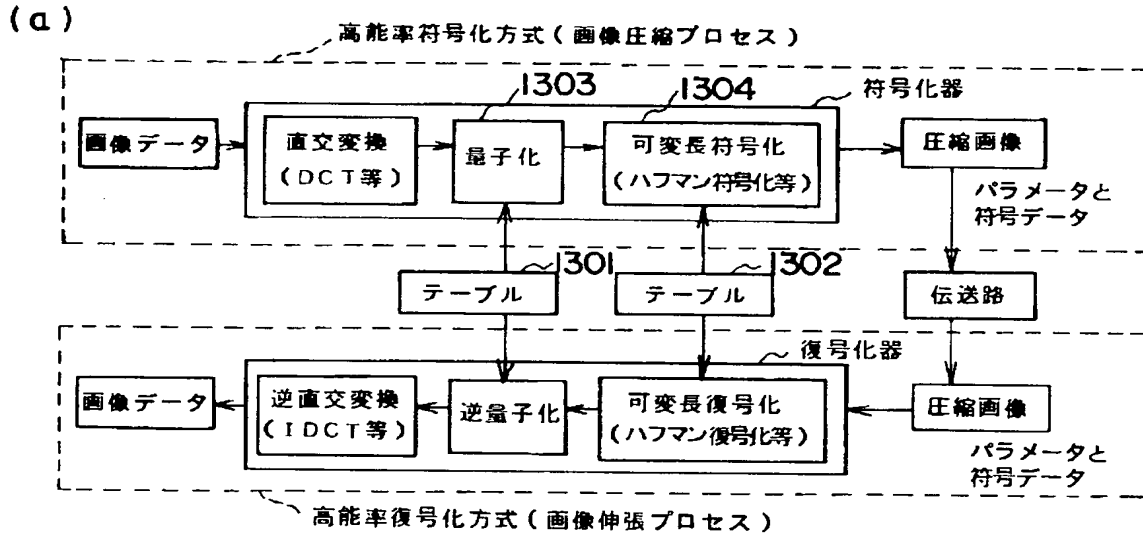 (a)
高能率符号化方式(画像圧縮プロセス)
1303
1304
符号化器
画像データ
直交変換
(DCT等)
量子化
可変長符号化
(ハフマン符号化等)
圧縮画像
パラメータと
符号データ
1301
1302
テーブル
テーブル
伝送路
復号化器
画像データ
逆直交変換
(IDCT等)
逆量子化
可変長復号化
(ハフマン復号化等)
圧縮画像
パラメータと
符号データ
高能率復号化方式(画像伸張プロセス)